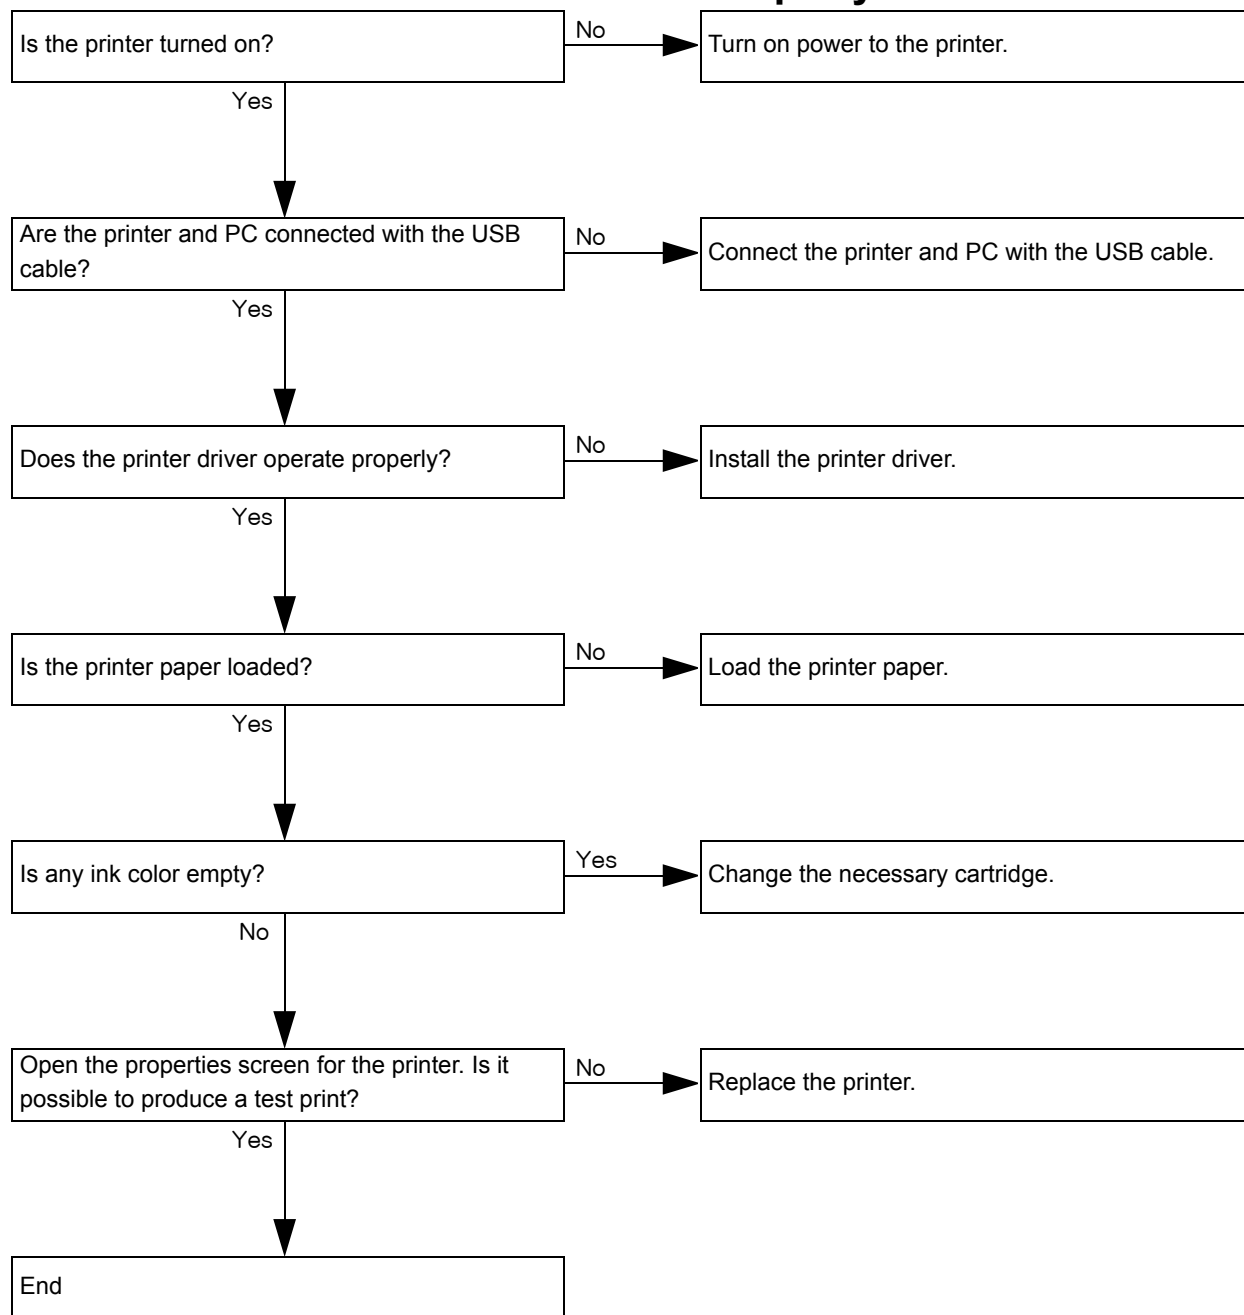 Is the printer turned on?
No
Turn on power to the printer.
Yes
Are the printer and PC connected with the USB
cable?
No
Connect the printer and PC with the USB cable.
Yes
Does the printer driver operate properly?
No
Install the printer driver.
Yes
Is the printer paper loaded?
No
Load the printer paper.
Yes
Is any ink color empty?
Yes
Change the necessary cartridge.
No
Open the properties screen for the printer. Is it
possible to produce a test print?
No
Replace the printer.
Yes
End